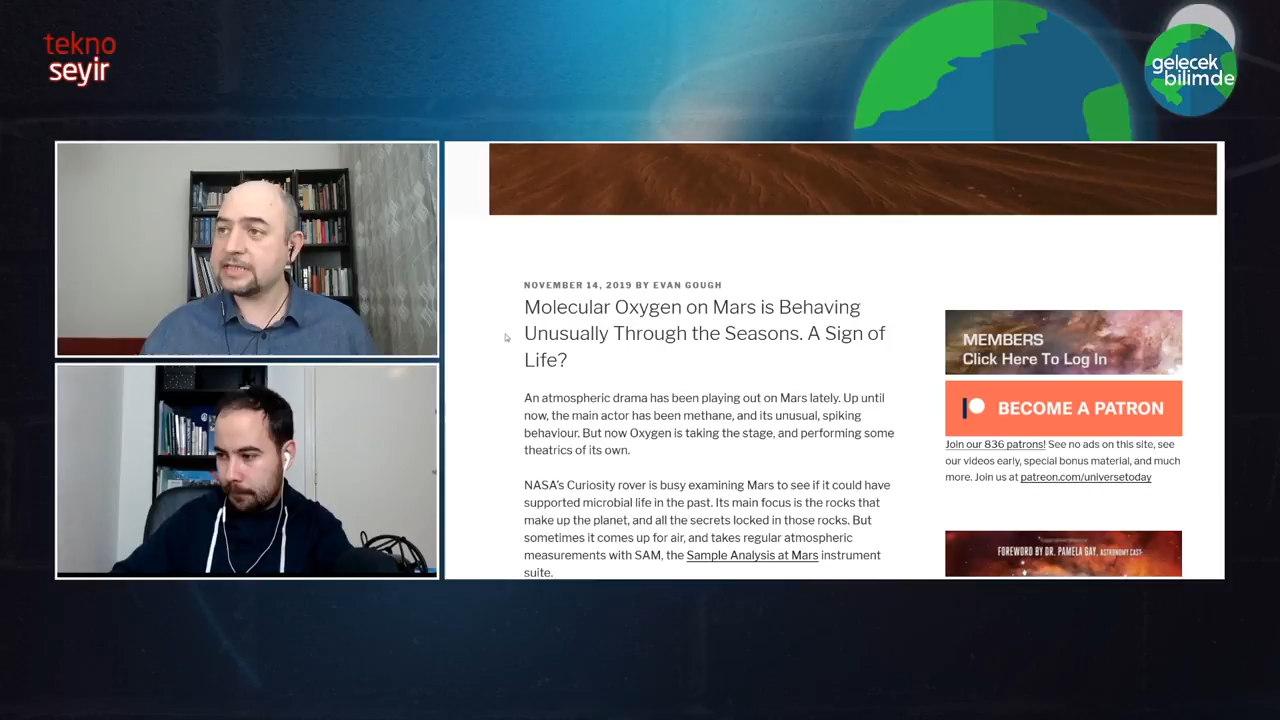 tekno
seyir
gelecek
bilimde
NOVEMBER 14, 2019 BY EVAN GOUGH
Molecular Oxygen on Mars is Behaving
Unusually Through the Seasons. A Sign of
Life?
An atmospheric drama has been playing out on Mars lately. Up until
now, the main actor has been methane, and its unusual, spiking
behaviour. But now Oxygen is taking the stage, and performing some
theatrics of its own.
NASA's Curiosity rover is busy examining Mars to see if it could have
supported microbial life in the past. Its main focus is the rocks that
make up the planet, and all the secrets locked in those rocks. But
sometimes it comes up for air, and takes regular atmospheric
measurements with SAM, the Sample Analysis at Mars instrument
suite.
MEMBERS
Click Here To Log In
BECOME A PATRON
Join our 836 patrons! See no ads on this site, see
our videos early, special bonus material, and much
more. Join us at patreon.com/universetoday
FOREWORD BY DR. PAMELA GAY, ASTRONOMY CAST